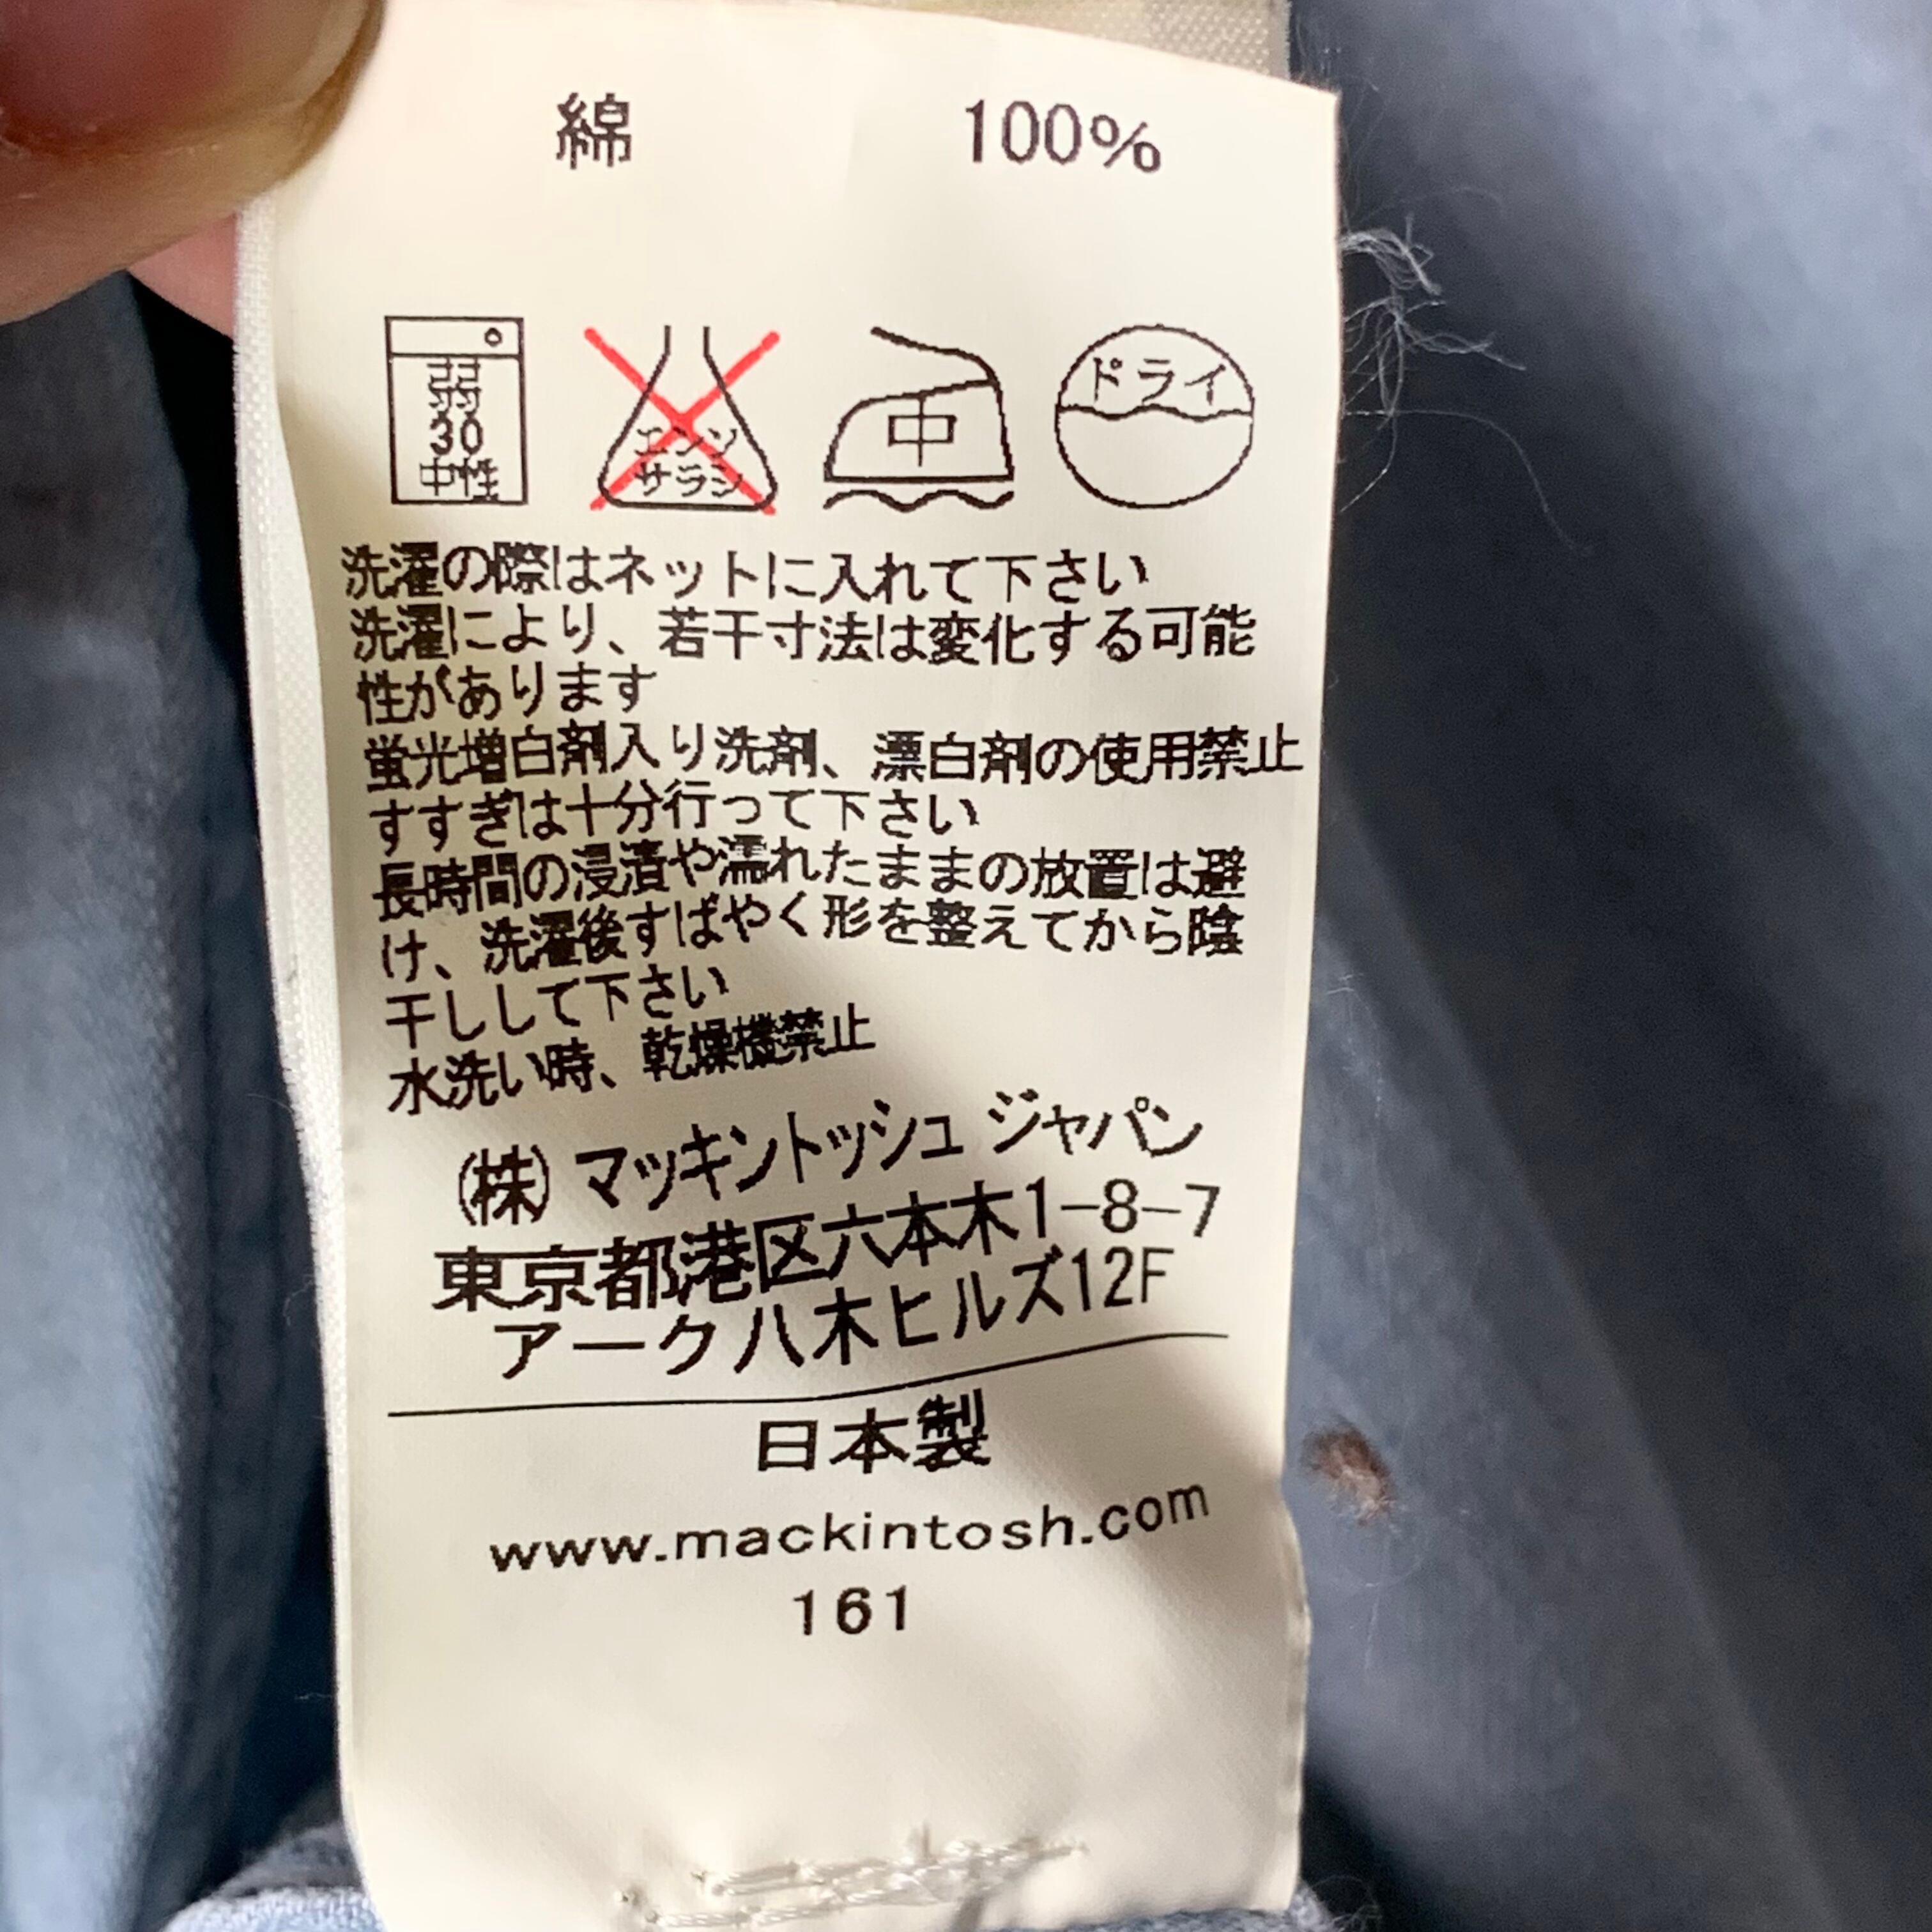 綿 100%
弱
30
中性
エンソ
サラシ
中
ドライ
洗濯の際はネットに入れて下さい
洗濯により、若干寸法は変化する可能
性があります
蛍光増白剤入り洗剤、漂白剤の使用禁止
すすぎは十分行って下さい
長時間の浸漬や濡れたままの放置は避
け、洗濯後すばやく形を整えてから陰
干しして下さい
水洗い時、乾燥機禁止
(株) マッキントッシュ ジャパン
東京都港区六本木1-8-7
アーク八木ヒルズ12F
日本製
www.mackintosh.com
161